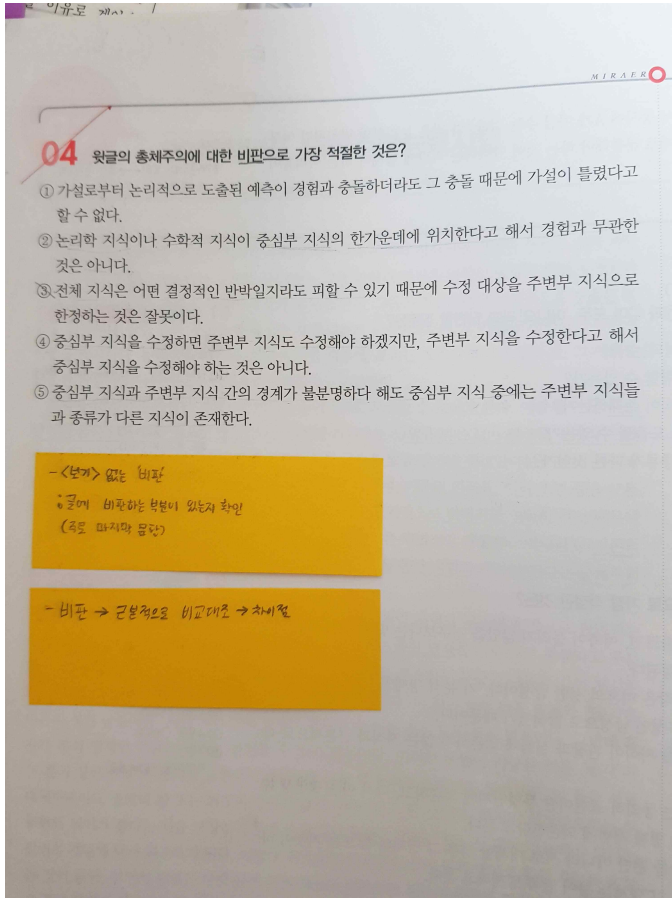 MIRAE N
04 윗글의 총체주의에 대한 비판으로 가장 적절한 것은?
① 가설로부터 논리적으로 도출된 예측이 경험과 충돌하더라도 그 충돌 때문에 가설이 틀렸다고
할 수 없다.
② 논리학 지식이나 수학적 지식이 중심부 지식의 한가운데에 위치한다고 해서 경험과 무관한
것은 아니다.
③ 전체 지식은 어떤 결정적인 반박일지라도 피할 수 있기 때문에 수정 대상을 주변부 지식으로
한정하는 것은 잘못이다.
④ 중심부 지식을 수정하면 주변부 지식도 수정해야 하겠지만, 주변부 지식을 수정한다고 해서
중심부 지식을 수정해야 하는 것은 아니다.
⑤ 중심부 지식과 주변부 지식 간의 경계가 불분명하다 해도 중심부 지식 중에는 주변부 지식들
과 종류가 다른 지식이 존재한다.
- <보기> 없는 비판
: 글에 비판하는 부분이 있는지 확인
(주로 마지막 문단)
- 비판 → 근본적으로 비교대조 → 차이점